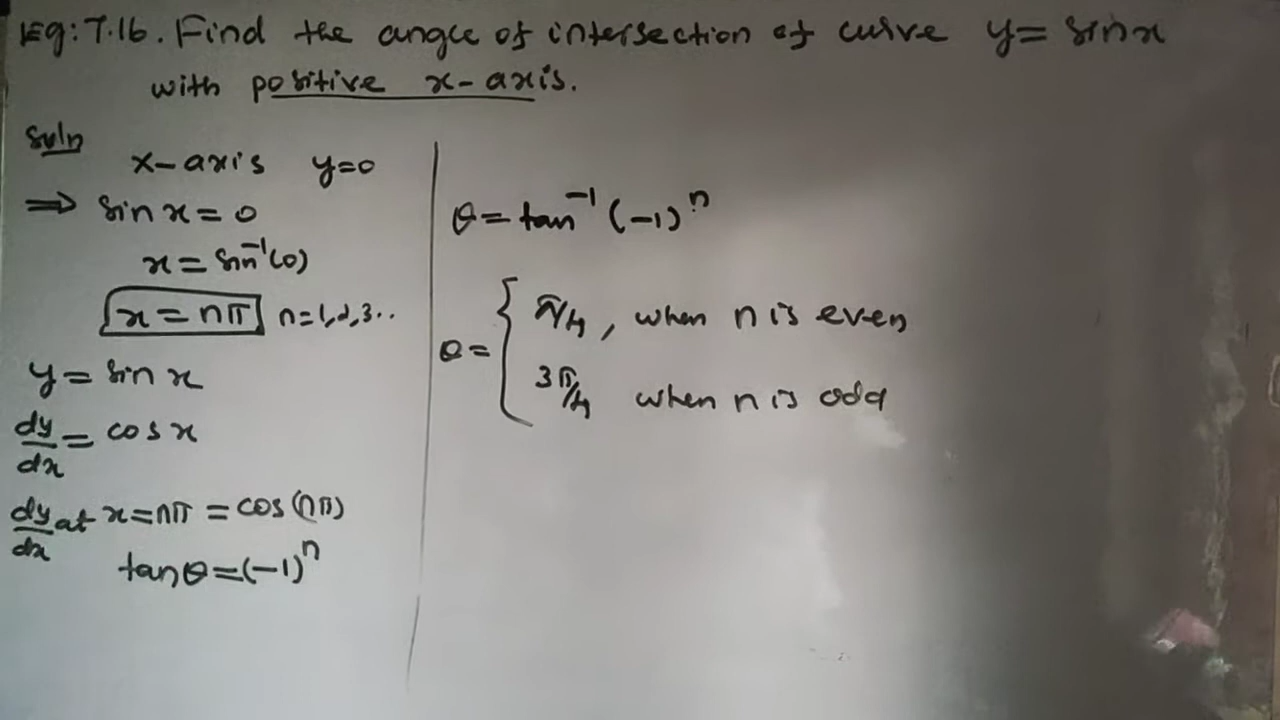 Eg: 7.16. Find the angle of intersection of curve y = sin x
with positive x-axis.
Soln
x-axis y=0
⇒ sin x = 0
x = sin⁻¹(0)
x = nπ n=1,2,3..
y = sin x
dy/dx = cos x
dy/dx at x=nπ = cos(nπ)
tanθ=(-1)ⁿ
θ = tan⁻¹(-1)ⁿ
θ = { π/4, when n is even
3π/4 when n is odd